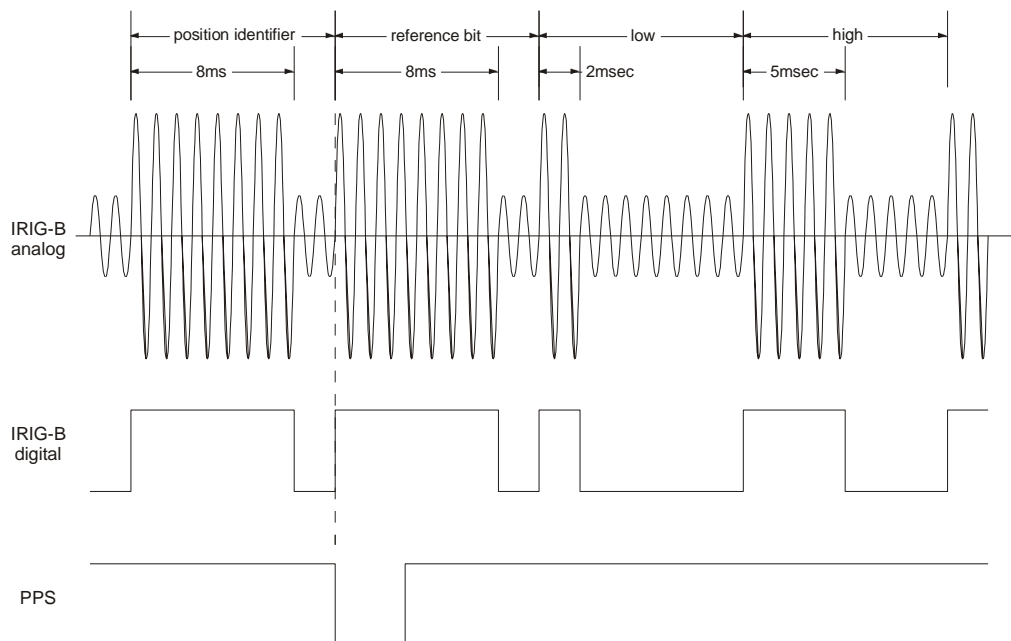 position identifier
reference bit
low
high
8ms
8ms
2msec
5msec
IRIG-B
analog
IRIG-B
digital
PPS